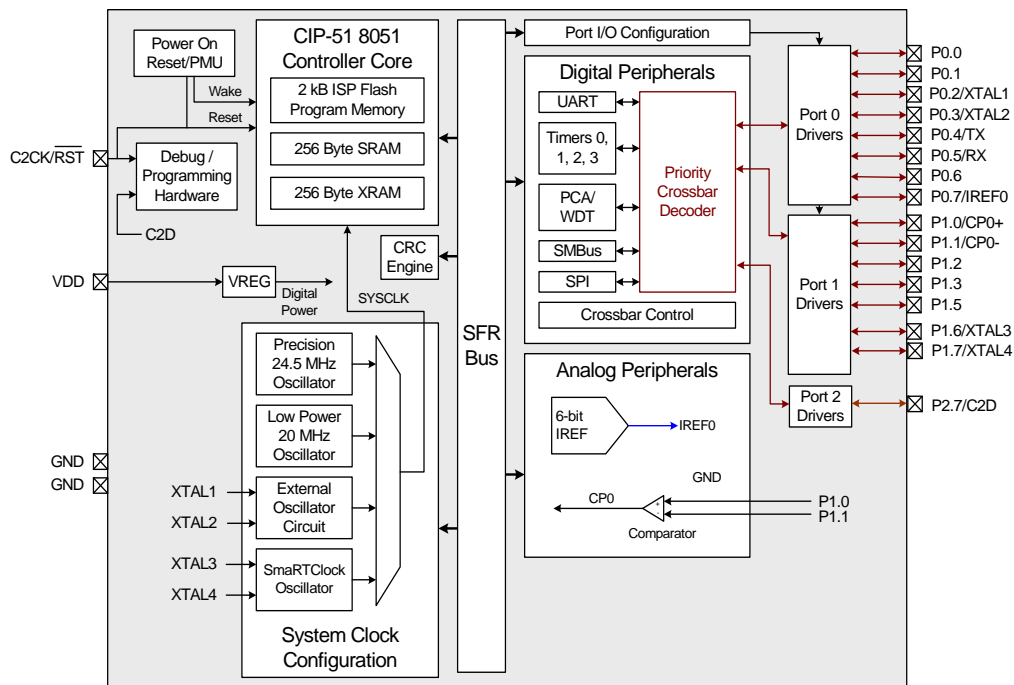 Power On
Reset/PMU
Wake
Reset
C2CK/RST
Debug /
Programming
Hardware
C2D
VDD
VREG
Digital
Power
GND
GND
CIP-51 8051
Controller Core
2 kB ISP Flash
Program Memory
256 Byte SRAM
256 Byte XRAM
CRC
Engine
SYSCLK
Precision
24.5 MHz
Oscillator
Low Power
20 MHz
Oscillator
XTAL1
XTAL2
External
Oscillator
Circuit
XTAL3
XTAL4
SmaRTClock
Oscillator
System Clock
Configuration
SFR
Bus
Port I/O Configuration
Digital Peripherals
UART
Timers 0,
1, 2, 3
PCA/
WDT
SMBus
SPI
Priority
Crossbar
Decoder
Crossbar Control
Analog Peripherals
6-bit
IREF
IREF0
GND
CP0
+
-
Comparator
P1.0
P1.1
Port 0
Drivers
Port 1
Drivers
Port 2
Drivers
P0.0
P0.1
P0.2/XTAL1
P0.3/XTAL2
P0.4/TX
P0.5/RX
P0.6
P0.7/IREF0
P1.0/CP0+
P1.1/CP0-
P1.2
P1.3
P1.5
P1.6/XTAL3
P1.7/XTAL4
P2.7/C2D